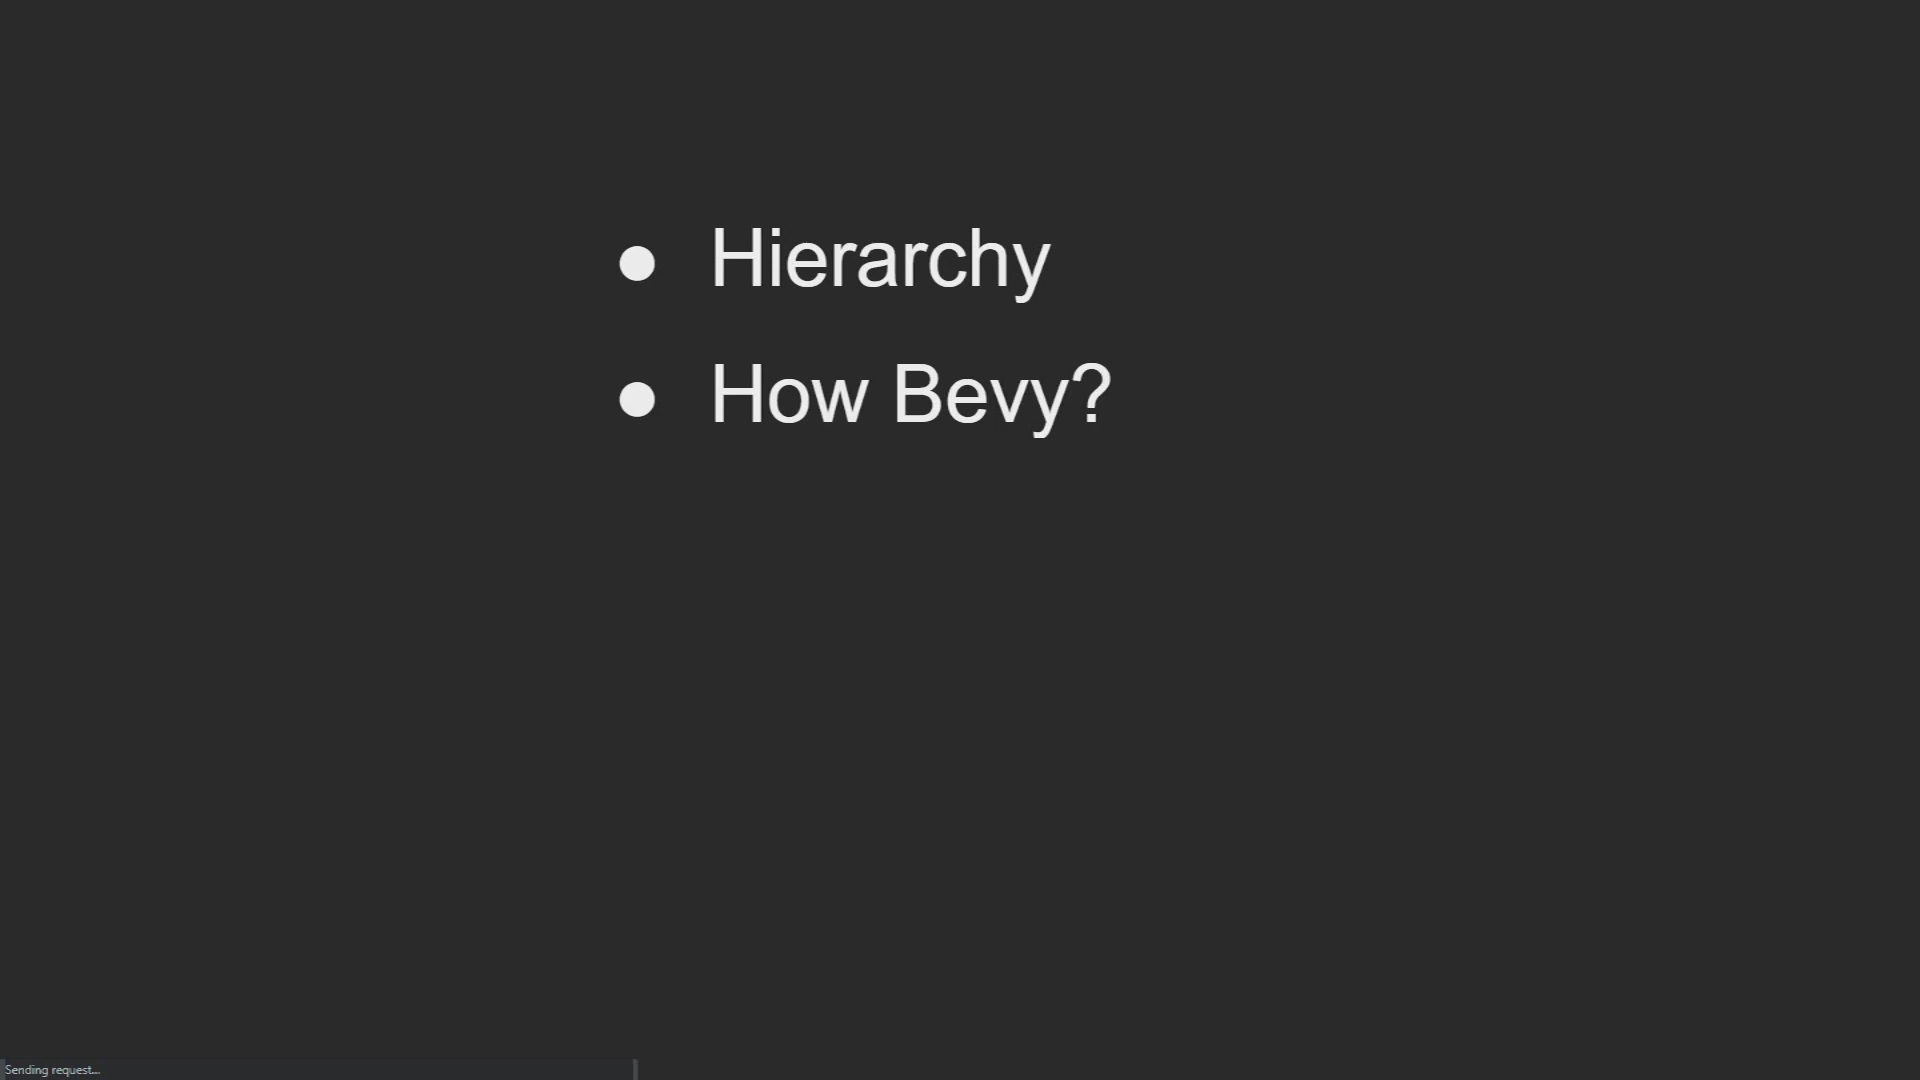 ● Hierarchy
● How Bevy?
Sending request...